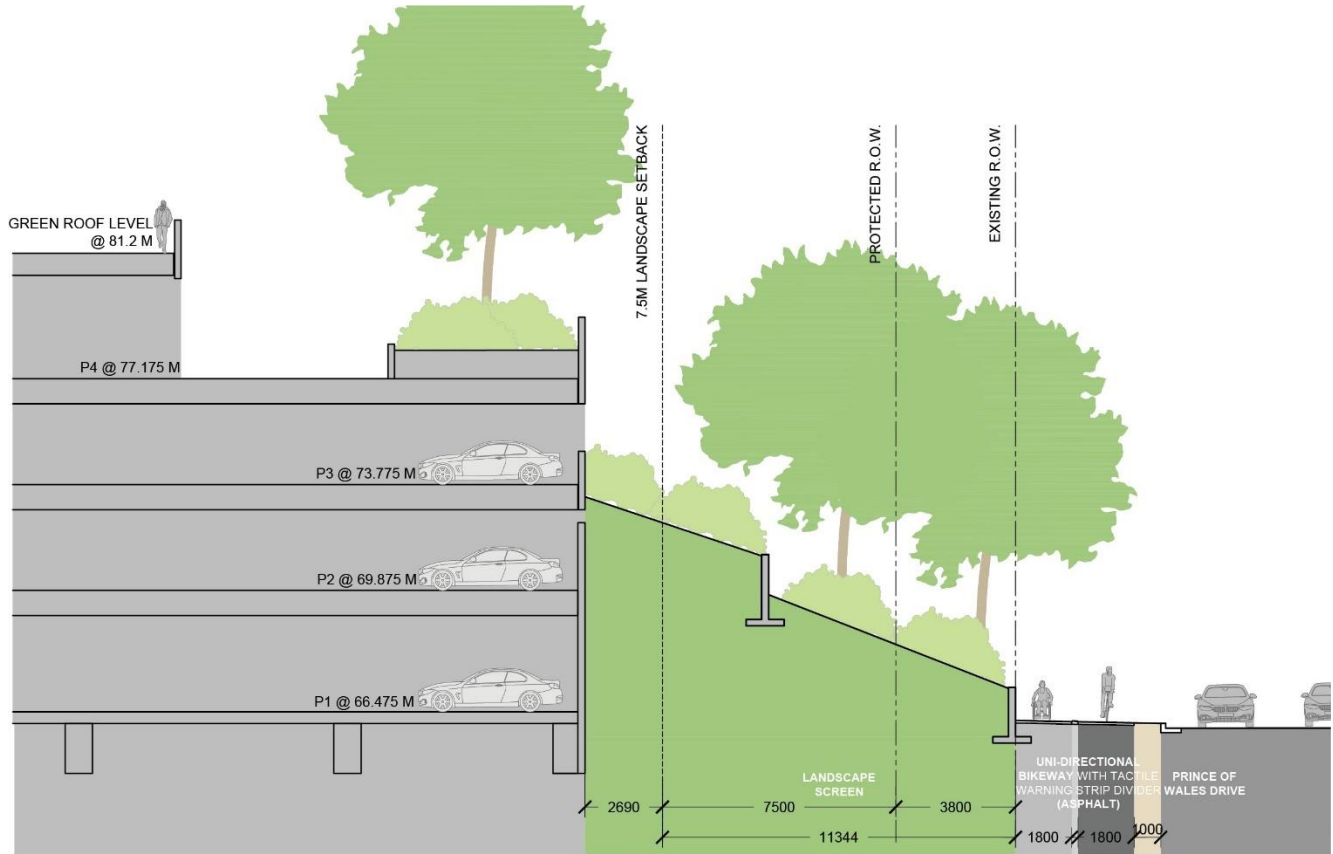 GREEN ROOF LEVEL
@ 81.2 M
P4 @ 77.175 M
P3 @ 73.775 M
P2 @ 69.875 M
P1 @ 66.475 M
7.5M LANDSCAPE SETBACK
PROTECTED R.O.W.
EXISTING R.O.W.
LANDSCAPE
SCREEN
UNI-DIRECTIONAL
BIKEWAY WITH TACTILE
WARNING STRIP DIVIDER
(ASPHALT)
PRINCE OF
WALES DRIVE
2690
7500
3800
11344
1800
1800
1000